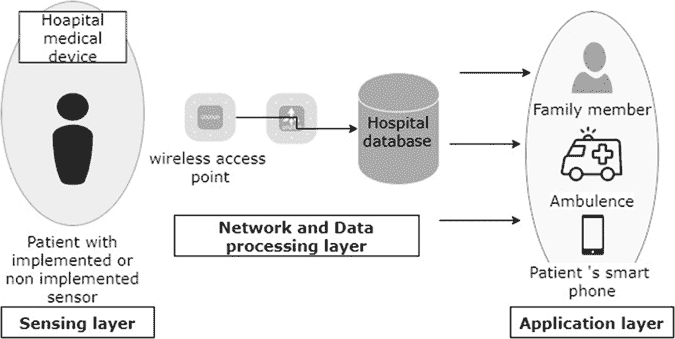 Hoapital
medical
device
Patient with
implemented or
non implemented
sensor
Sensing layer
wireless access
point
Hospital
database
Network and Data
processing layer
Family member
Ambulence
Patient 's smart
phone
Application layer